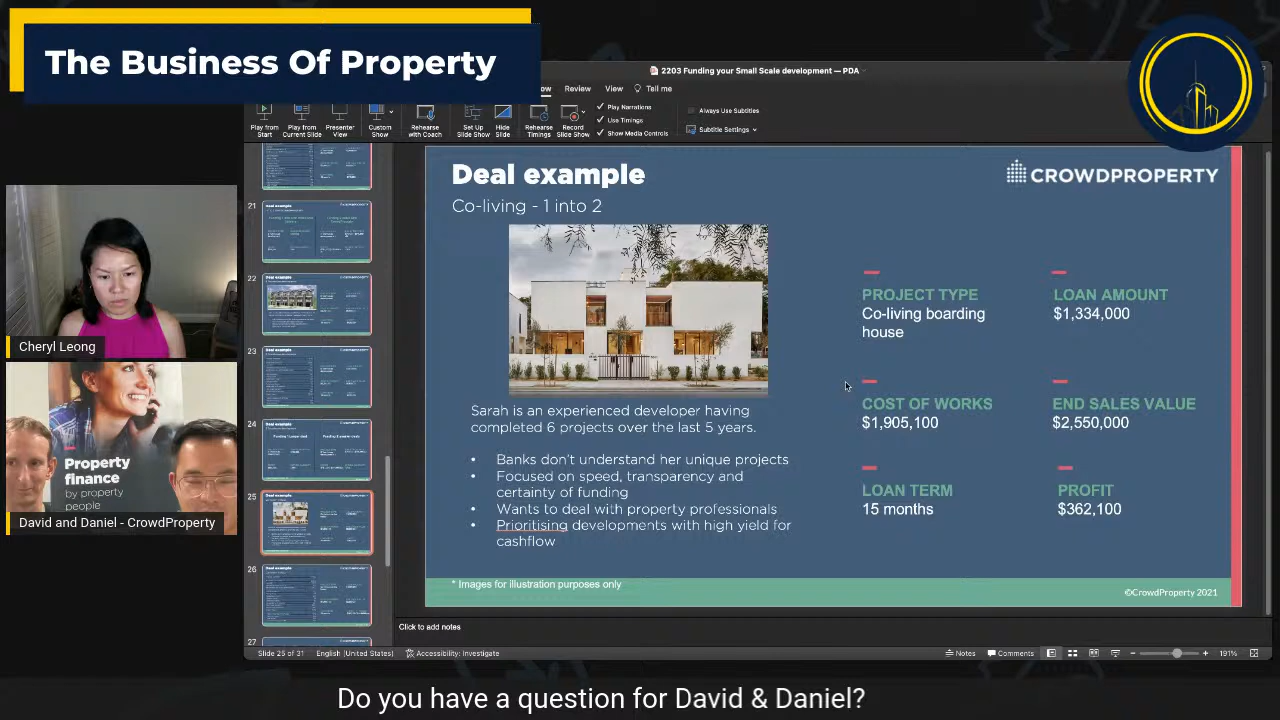 The Business Of Property
2203 Funding your Small Scale development — PDA
Review
View
Tell me
Play from
Start
Play from
Current Slide
Presenter
View
Custom
Show
Rehearse
with Coach
Set Up
Slide Show
Hide
Slide
Rehearse
Timings
Record
Slide Show
Play Narrations
Use Timings
Show Media Controls
Always Use Subtitles
Subtitle Settings
Cheryl Leong
Property
finance
by property
people
David and Daniel - CrowdProperty
21
22
23
24
25
26
27
Deal example
Co-living - 1 into 2
CROWDPROPERTY
Sarah is an experienced developer having
completed 6 projects over the last 5 years.
• Banks don't understand her unique projects
• Focused on speed, transparency and
certainty of funding
• Wants to deal with property professionals
• Prioritising developments with high yield for
cashflow
PROJECT TYPE
Co-living boarding
house
LOAN AMOUNT
$1,334,000
COST OF WORKS
$1,905,100
END SALES VALUE
$2,550,000
LOAN TERM
15 months
PROFIT
$362,100
* Images for illustration purposes only
©CrowdProperty 2021
Click to add notes
Slide 25 of 31
English (United States)
Accessibility: Investigate
Notes
Comments
191%
Do you have a question for David & Daniel?